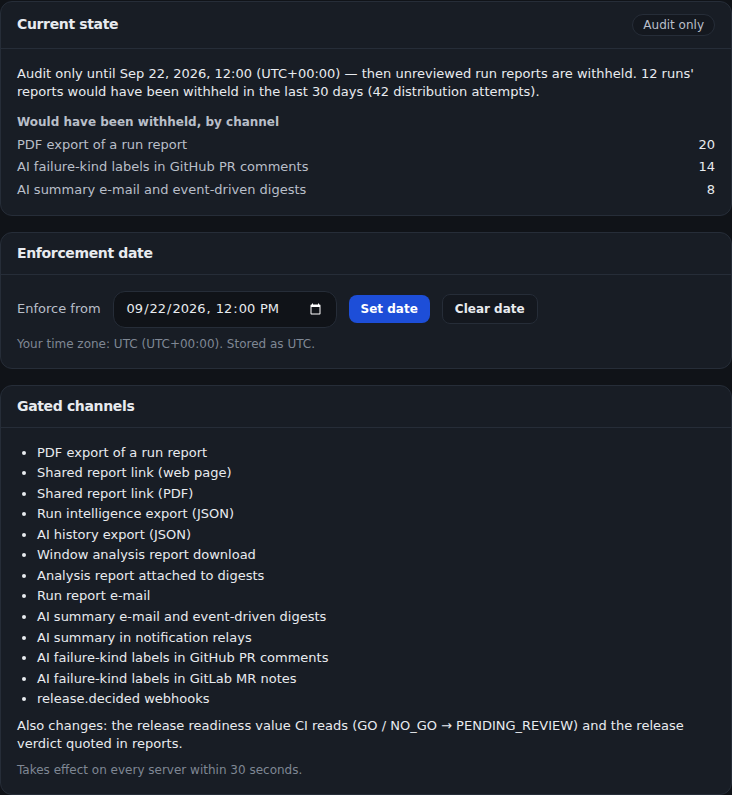 Current state
Audit only
Audit only until Sep 22, 2026, 12:00 (UTC+00:00) — then unreviewed run reports are withheld. 12 runs'
reports would have been withheld in the last 30 days (42 distribution attempts).
Would have been withheld, by channel
PDF export of a run report 20
AI failure-kind labels in GitHub PR comments 14
AI summary e-mail and event-driven digests 8
Enforcement date
Enforce from 09/22/2026, 12:00 PM Set date Clear date
Your time zone: UTC (UTC+00:00). Stored as UTC.
Gated channels
• PDF export of a run report
• Shared report link (web page)
• Shared report link (PDF)
• Run intelligence export (JSON)
• AI history export (JSON)
• Window analysis report download
• Analysis report attached to digests
• Run report e-mail
• AI summary e-mail and event-driven digests
• AI summary in notification relays
• AI failure-kind labels in GitHub PR comments
• AI failure-kind labels in GitLab MR notes
• release.decided webhooks
Also changes: the release readiness value CI reads (GO / NO_GO → PENDING_REVIEW) and the release
verdict quoted in reports.
Takes effect on every server within 30 seconds.